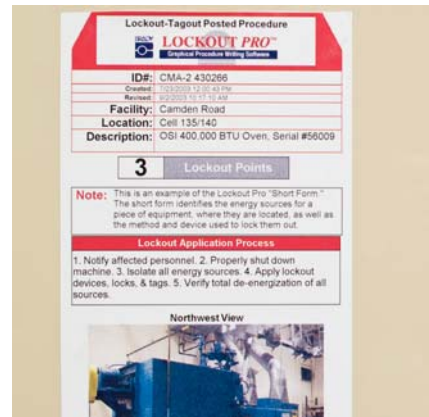 Lockout-Tagout Posted Procedure
BRADY LOCKOUT PRO™
Graphical Procedure Writing Software
ID#: CMA-2 430266
Created: 7/23/2003 12:00:43 PM
Revised: 9/2/2003 10:17:10 AM
Facility: Camden Road
Location: Cell 135/140
Description: OSI 400,000 BTU Oven, Serial #56009
3 Lockout Points
Note: This is an example of the Lockout Pro "Short Form."
The short form identifies the energy sources for a
piece of equipment, where they are located, as well as
the method and device used to lock them out.
Lockout Application Process
1. Notify affected personnel. 2. Properly shut down
machine. 3. Isolate all energy sources. 4. Apply lockout
devices, locks, & tags. 5. Verify total de-energization of all
sources.
Northwest View